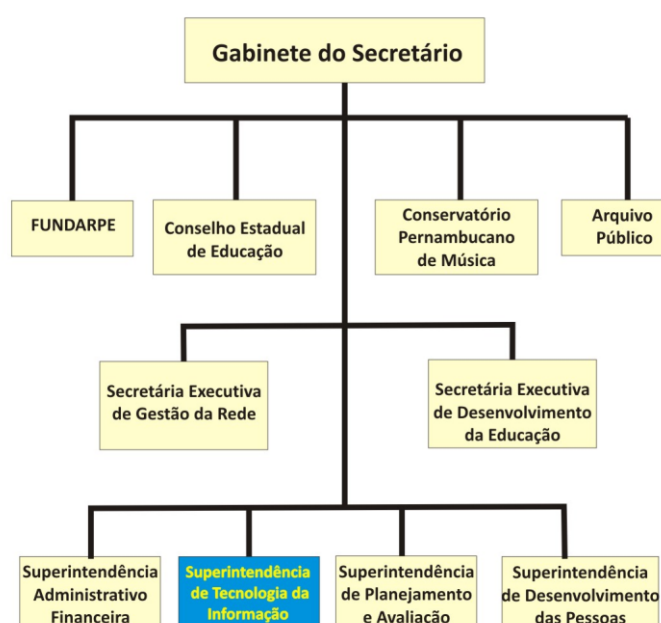 Gabinete do Secretário
FUNDARPE
Conselho Estadual
de Educação
Conservatório
Pernambucano
de Música
Arquivo
Público
Secretária Executiva
de Gestão da Rede
Secretária Executiva
de Desenvolvimento
da Educação
Superintendência
Administrativo
Financeira
Superintendência
de Tecnologia da
Informação
Superintendência
de Planejamento
e Avaliação
Superintendência
de Desenvolvimento
das Pessoas